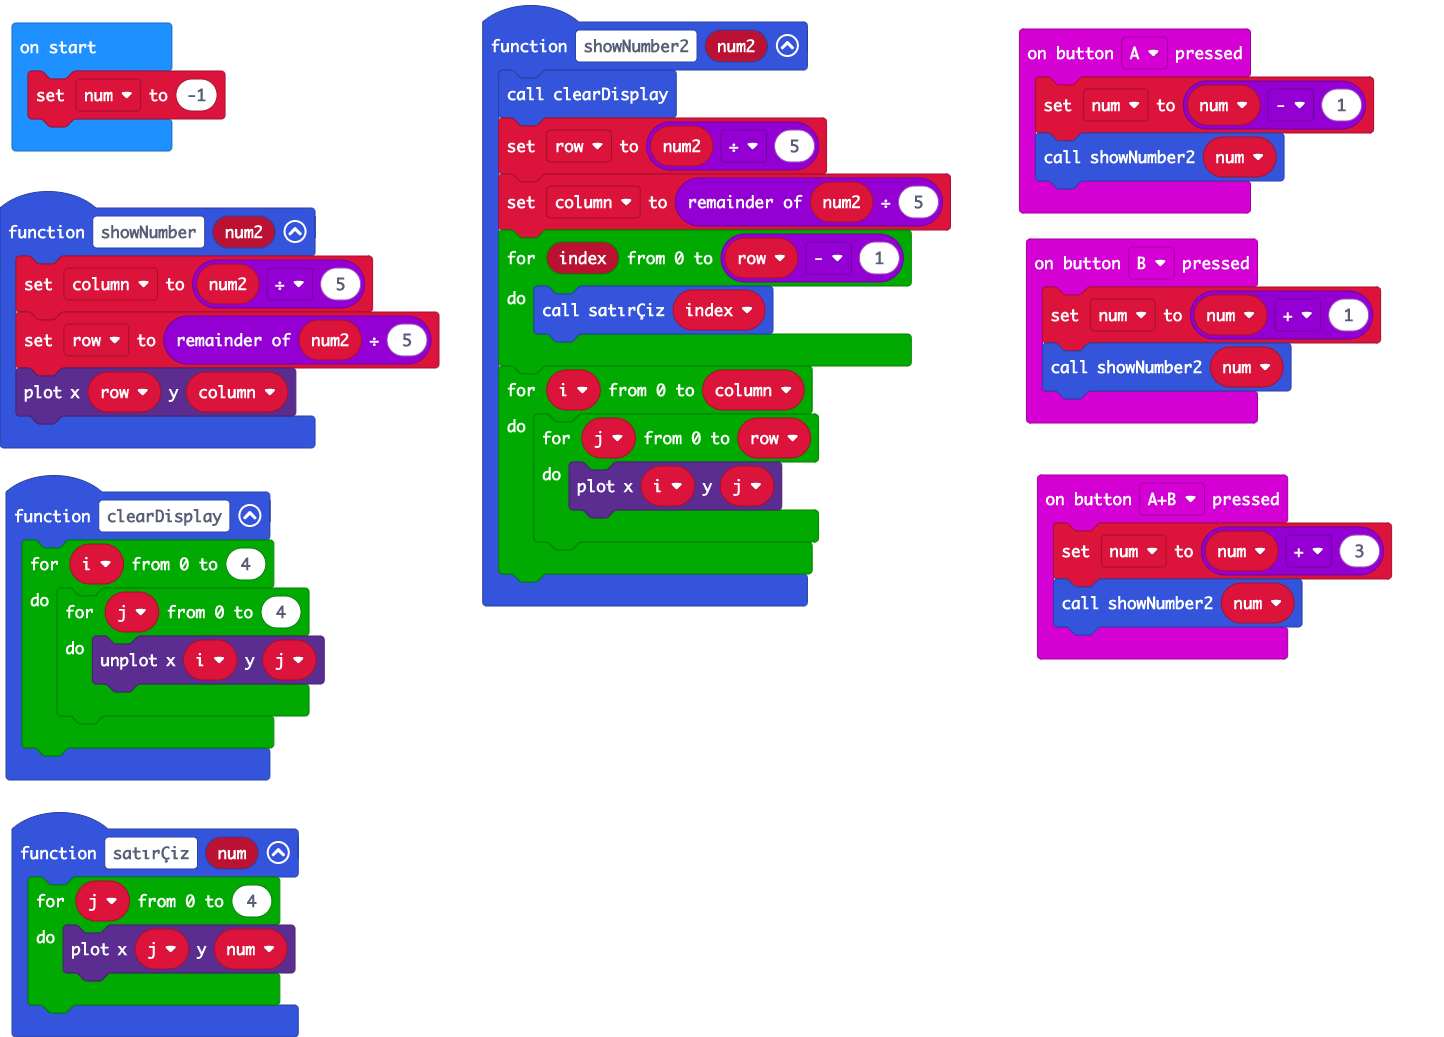 on start
set num to -1
function showNumber num2
set column to num2 ÷ 5
set row to remainder of num2 ÷ 5
plot x row y column
function clearDisplay
for i from 0 to 4
do for j from 0 to 4
do unplot x i y j
function satırÇiz num
for j from 0 to 4
do plot x j y num
function showNumber2 num2
call clearDisplay
set row to num2 ÷ 5
set column to remainder of num2 ÷ 5
for index from 0 to row - 1
do call satırÇiz index
for i from 0 to column
do for j from 0 to row
do plot x i y j
on button A pressed
set num to num - 1
call showNumber2 num
on button B pressed
set num to num + 1
call showNumber2 num
on button A+B pressed
set num to num + 3
call showNumber2 num